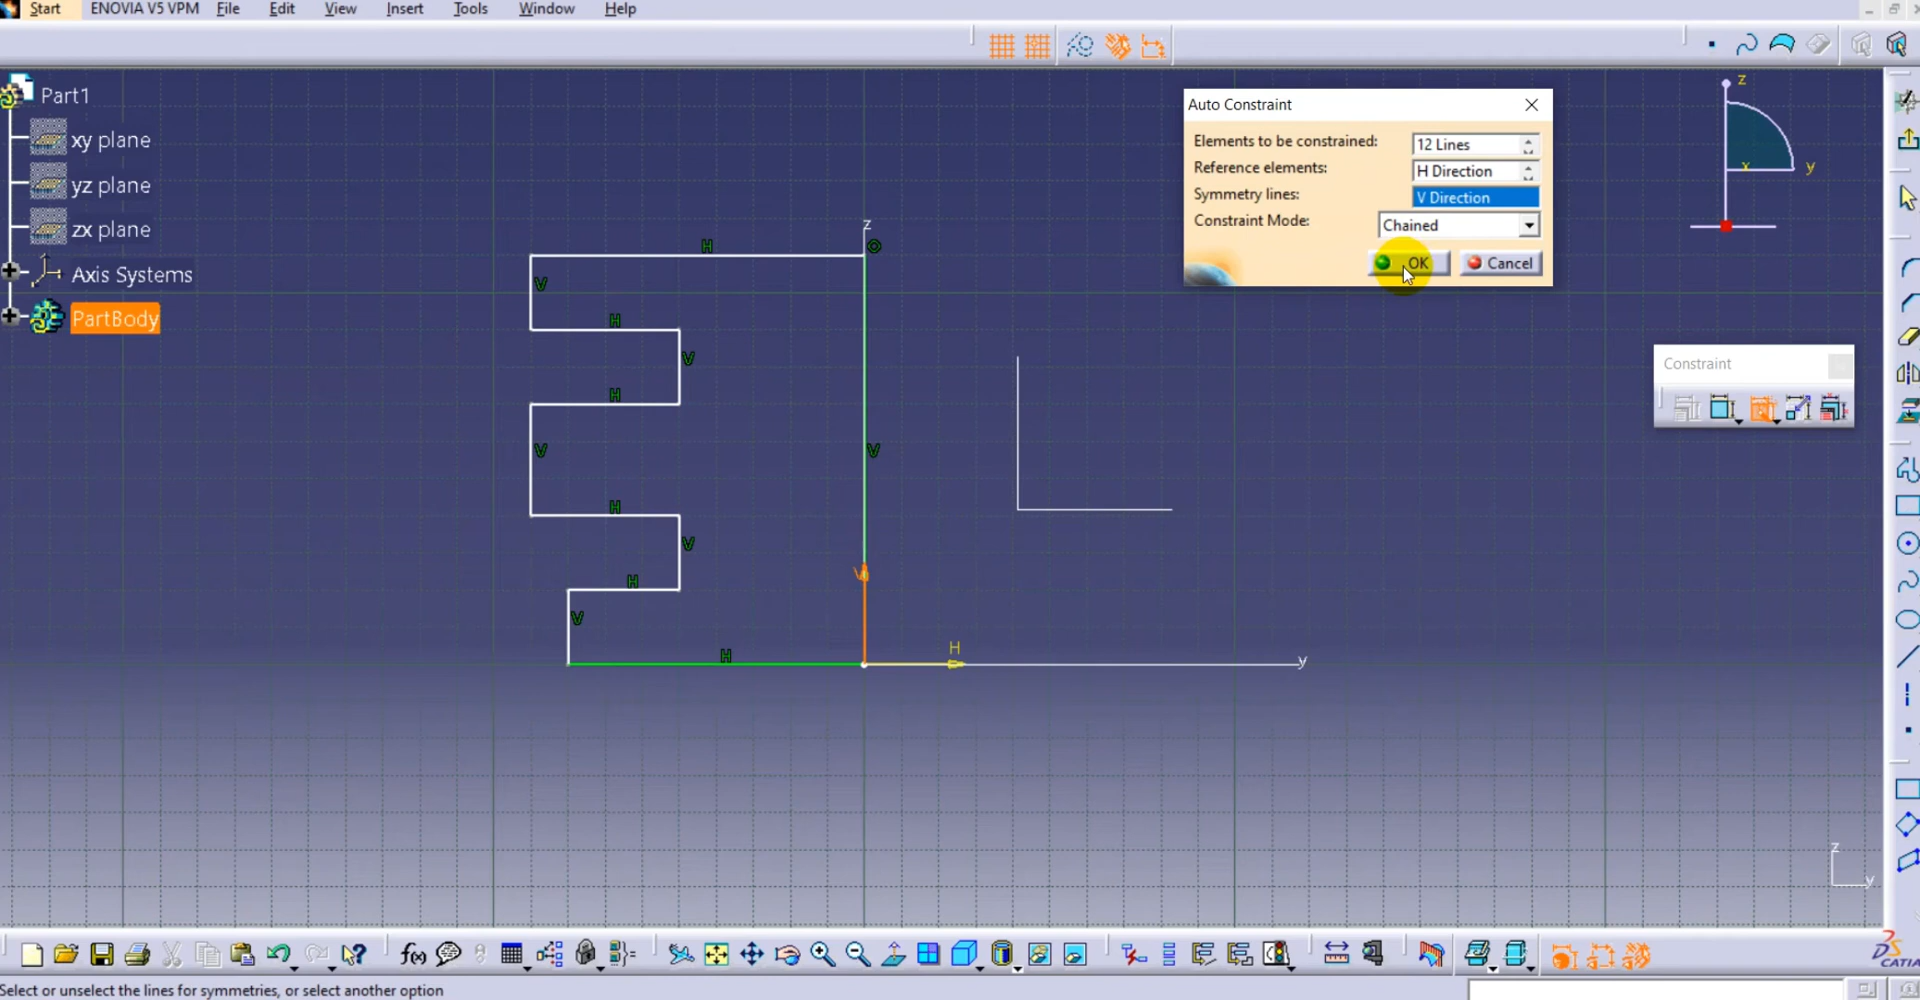 Start ENOVIA V5 VPM File Edit View Insert Tools Window Help
Part1
xy plane
yz plane
zx plane
Axis Systems
PartBody
z
y
x
Auto Constraint
Elements to be constrained: 12 Lines
Reference elements: H Direction
Symmetry lines: V Direction
Constraint Mode: Chained
OK Cancel
Constraint
z
H
V
H
V
H
V
V
H
V
H
V
V
H
H
y
z
y
f(x)
DS
CATIA
Select or unselect the lines for symmetries, or select another option